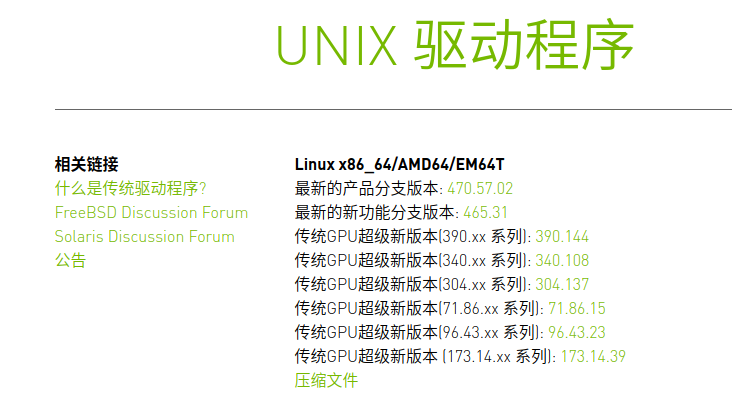 UNIX 驱动程序
相关链接
什么是传统驱动程序?
FreeBSD Discussion Forum
Solaris Discussion Forum
公告
Linux x86_64/AMD64/EM64T
最新的产品分支版本: 470.57.02
最新的新功能分支版本: 465.31
传统GPU超级新版本(390.xx 系列): 390.144
传统GPU超级新版本(340.xx 系列): 340.108
传统GPU超级新版本(304.xx 系列): 304.137
传统GPU超级新版本(71.86.xx 系列): 71.86.15
传统GPU超级新版本(96.43.xx 系列): 96.43.23
传统GPU超级新版本 (173.14.xx 系列): 173.14.39
压缩文件